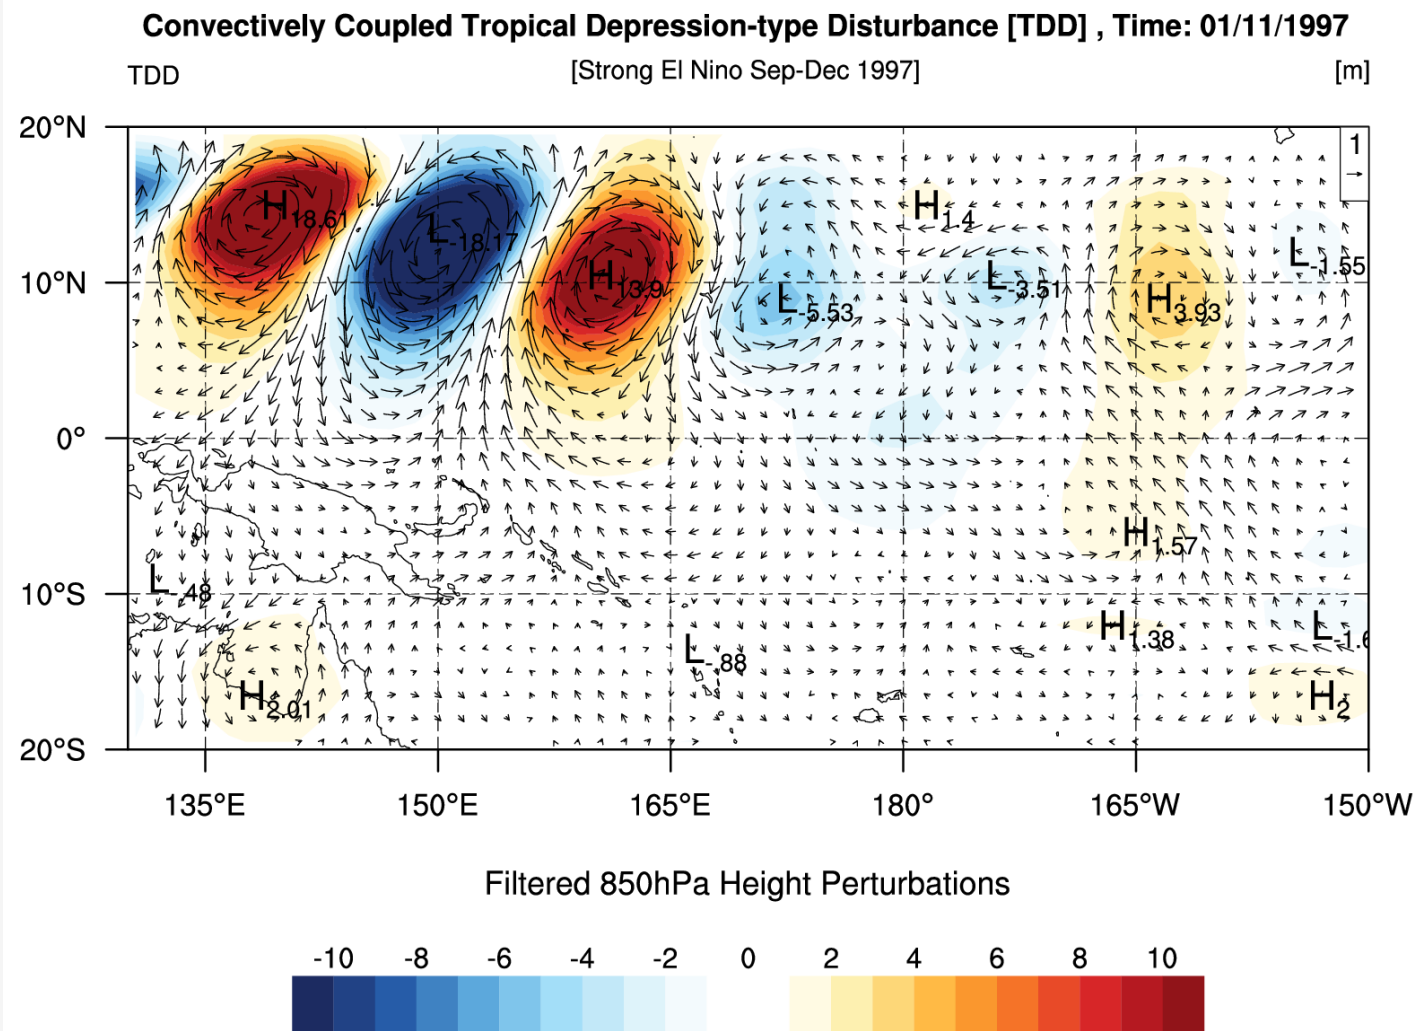 Convectively Coupled Tropical Depression-type Disturbance [TDD] , Time: 01/11/1997
TDD [Strong El Nino Sep-Dec 1997] [m]
20°N
1
H18.61
H1.4
L-18.17
L-1.55
10°N
H13.9
L-3.51
L-5.53
H3.93
0°
H1.57
L-.48
10°S
H1.38
L-1.6
L-.88
H2.01
H2
20°S
135°E 150°E 165°E 180° 165°W 150°W
Filtered 850hPa Height Perturbations
-10 -8 -6 -4 -2 0 2 4 6 8 10